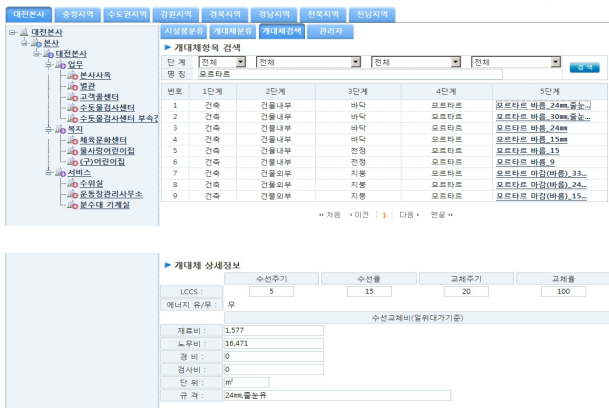 대전본사 충청지역 수도권지역 강원지역 경북지역 경남지역 전북지역 전남지역
대전본사
본사
대전본사
업무
본사사옥
별관
고객콜센터
수돗물검사센터
수돗물검사센터 부속건
복지
체육문화센터
물사랑어린이집
(구)어린이집
서비스
수위실
운동장관리사무소
분수대 기계실
시설물분류 개대체분류 개대체검색 관리자
개대체항목 검색
단 계 전체 전체 전체 전체
명 칭 모르타르
검 색
번호 1단계 2단계 3단계 4단계 5단계
1 건축 건물내부 바닥 모르타르 모르타르 바름_24mm,줄눈...
2 건축 건물내부 바닥 모르타르 모르타르 바름_30mm,줄눈...
3 건축 건물내부 바닥 모르타르 모르타르 바름_24mm
4 건축 건물내부 바닥 모르타르 모르타르 바름_15mm
5 건축 건물내부 천정 모르타르 모르타르 바름_15
6 건축 건물내부 천정 모르타르 모르타르 바름_9
7 건축 건물외부 지붕 모르타르 모르타르 마감(바름)_33...
8 건축 건물외부 지붕 모르타르 모르타르 마감(바름)_24...
9 건축 건물외부 지붕 모르타르 모르타르 마감(바름)_15...
처음 이전 1 다음 맨끝
개대체 상세정보
수선주기 수선율 교체주기 교체율
LCCS : 5 15 20 100
에너지 유/무 : 무
수선교체비(일위대가기준)
재료비 : 1,577
노무비 : 16,471
경 비 : 0
검사비 : 0
단 위 : ㎡
규 격 : 24mm,줄눈유